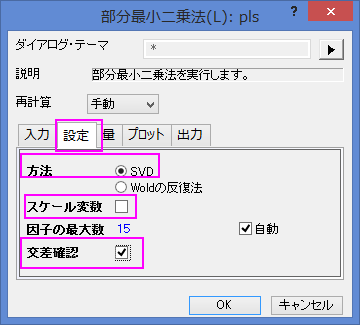 部分最小二乗法(L): pls
ダイアログ・テーマ *
説明 部分最小二乗法を実行します。
再計算 手動
入力 設定 量 プロット 出力
方法 SVD
Woldの反復法
スケール変数
因子の最大数 15 自動
交差確認
OK キャンセル